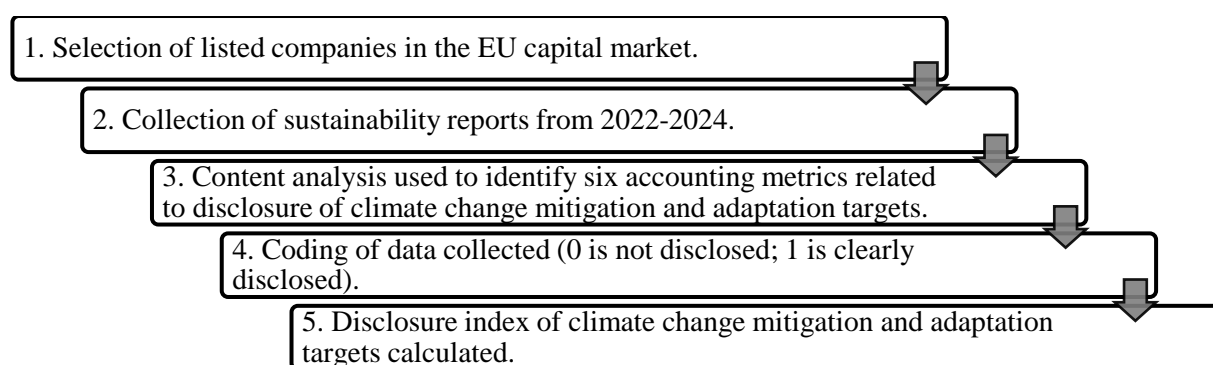 1. Selection of listed companies in the EU capital market.
2. Collection of sustainability reports from 2022-2024.
3. Content analysis used to identify six accounting metrics related
to disclosure of climate change mitigation and adaptation targets.
4. Coding of data collected (0 is not disclosed; 1 is clearly
disclosed).
5. Disclosure index of climate change mitigation and adaptation
targets calculated.